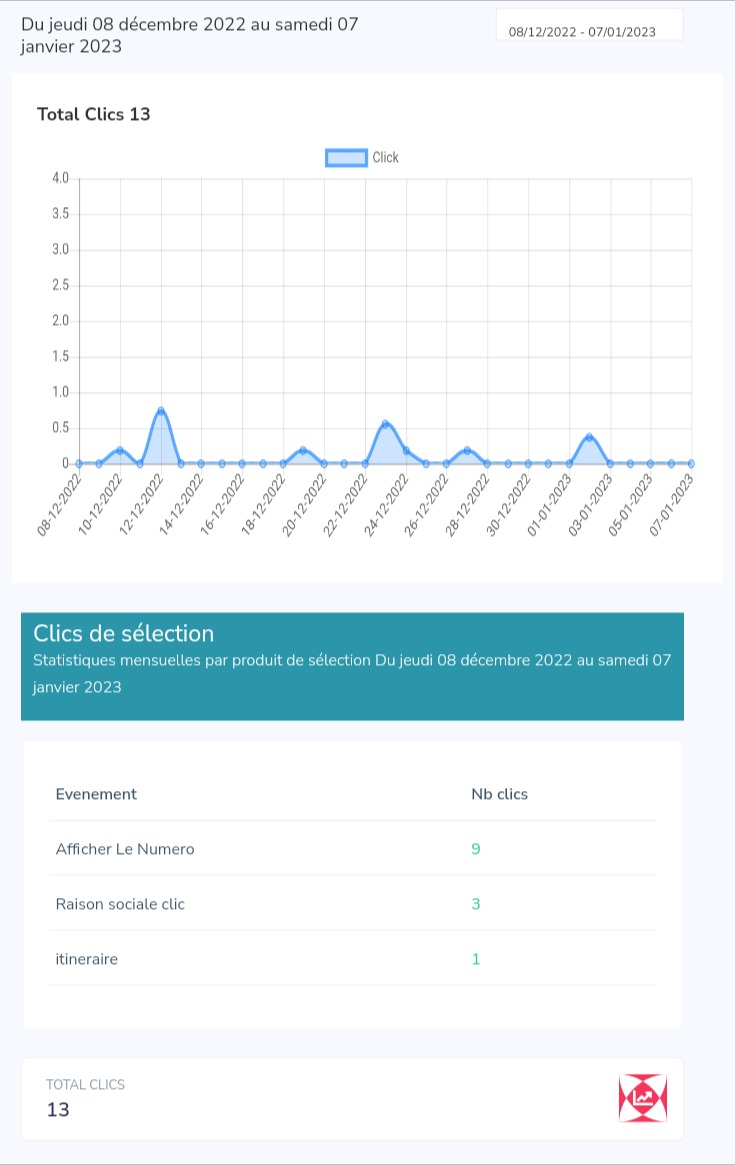 Du jeudi 08 décembre 2022 au samedi 07
janvier 2023
08/12/2022 - 07/01/2023
Total Clics 13
Click
4.0
3.5
3.0
2.5
2.0
1.5
1.0
0.5
0
08-12-2022
10-12-2022
12-12-2022
14-12-2022
16-12-2022
18-12-2022
20-12-2022
22-12-2022
24-12-2022
26-12-2022
28-12-2022
30-12-2022
01-01-2023
03-01-2023
05-01-2023
07-01-2023
Clics de sélection
Statistiques mensuelles par produit de sélection Du jeudi 08 décembre 2022 au samedi 07
janvier 2023
Evenement Nb clics
Afficher Le Numero 9
Raison sociale clic 3
itineraire 1
TOTAL CLICS
13